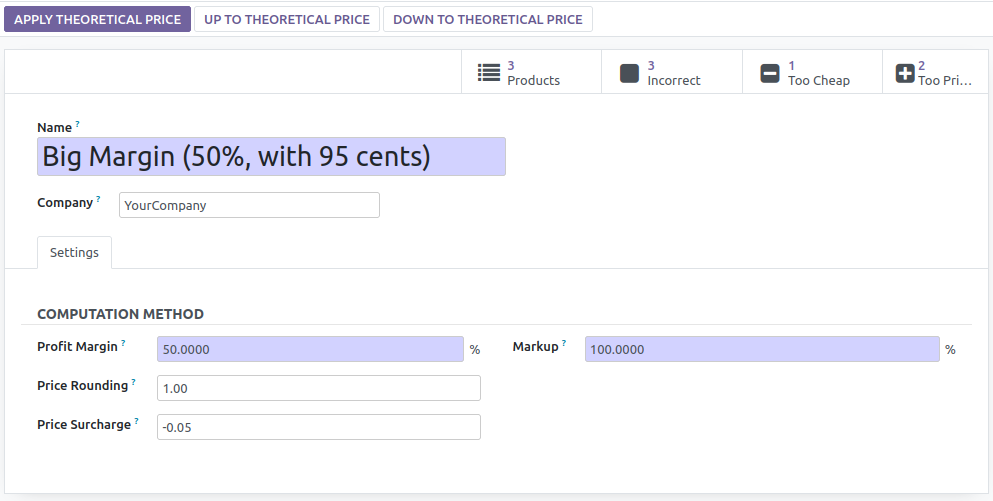 APPLY THEORETICAL PRICE UP TO THEORETICAL PRICE DOWN TO THEORETICAL PRICE
3 Products
3 Incorrect
1 Too Cheap
2 Too Pri...
Name ?
Big Margin (50%, with 95 cents)
Company ? YourCompany
Settings
COMPUTATION METHOD
Profit Margin ? 50.0000 % Markup ? 100.0000 %
Price Rounding ? 1.00
Price Surcharge ? -0.05